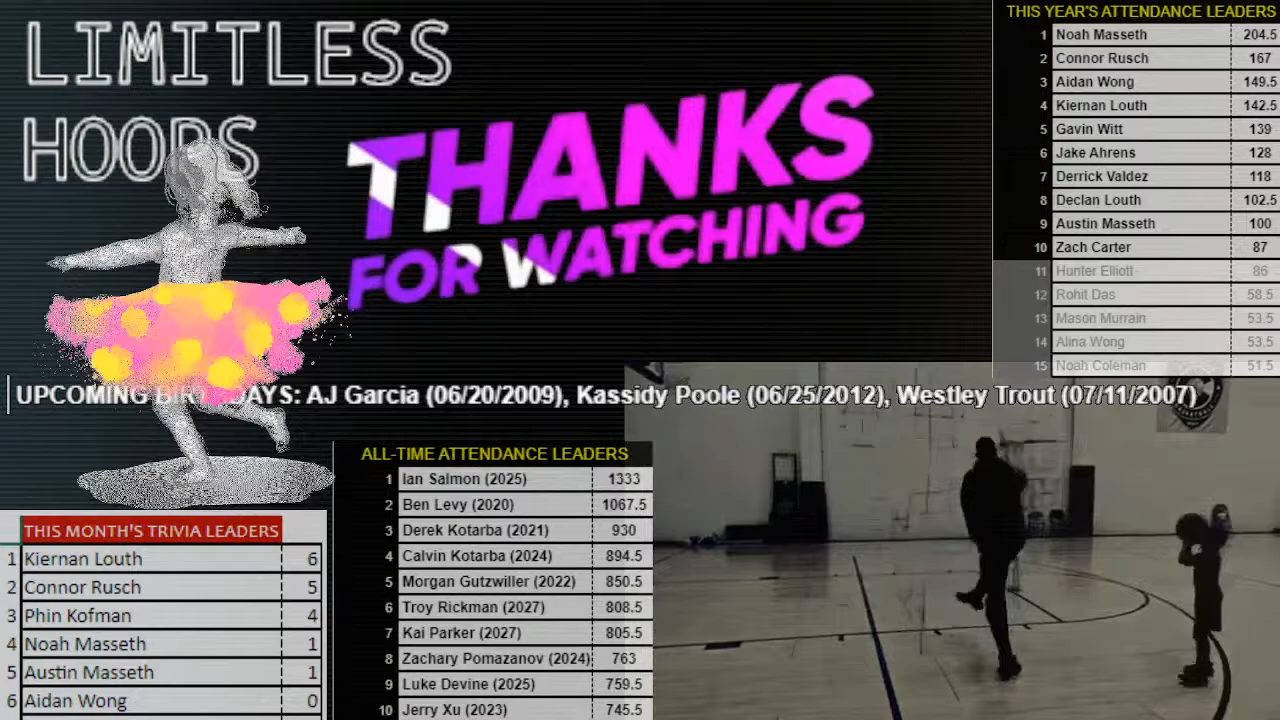 LIMITLESS
HOOPS
THANKS
FOR WATCHING
THIS YEAR'S ATTENDANCE LEADERS
1 Noah Masseth 204.5
2 Connor Rusch 167
3 Aidan Wong 149.5
4 Kiernan Louth 142.5
5 Gavin Witt 139
6 Jake Ahrens 128
7 Derrick Valdez 118
8 Declan Louth 102.5
9 Austin Masseth 100
10 Zach Carter 87
11 Hunter Elliott 86
12 Rohit Das 58.5
13 Mason Murrain 53.5
14 Alina Wong 53.5
15 Noah Coleman 51.5
UPCOMING BIRTHDAYS: AJ Garcia (06/20/2009), Kassidy Poole (06/25/2012), Westley Trout (07/11/2007)
ALL-TIME ATTENDANCE LEADERS
1 Ian Salmon (2025) 1333
2 Ben Levy (2020) 1067.5
3 Derek Kotarba (2021) 930
4 Calvin Kotarba (2024) 894.5
5 Morgan Gutzwiller (2022) 850.5
6 Troy Rickman (2027) 808.5
7 Kai Parker (2027) 805.5
8 Zachary Pomazanov (2024) 763
9 Luke Devine (2025) 759.5
10 Jerry Xu (2023) 745.5
THIS MONTH'S TRIVIA LEADERS
1 Kiernan Louth 6
2 Connor Rusch 5
3 Phin Kofman 4
4 Noah Masseth 1
5 Austin Masseth 1
6 Aidan Wong 0